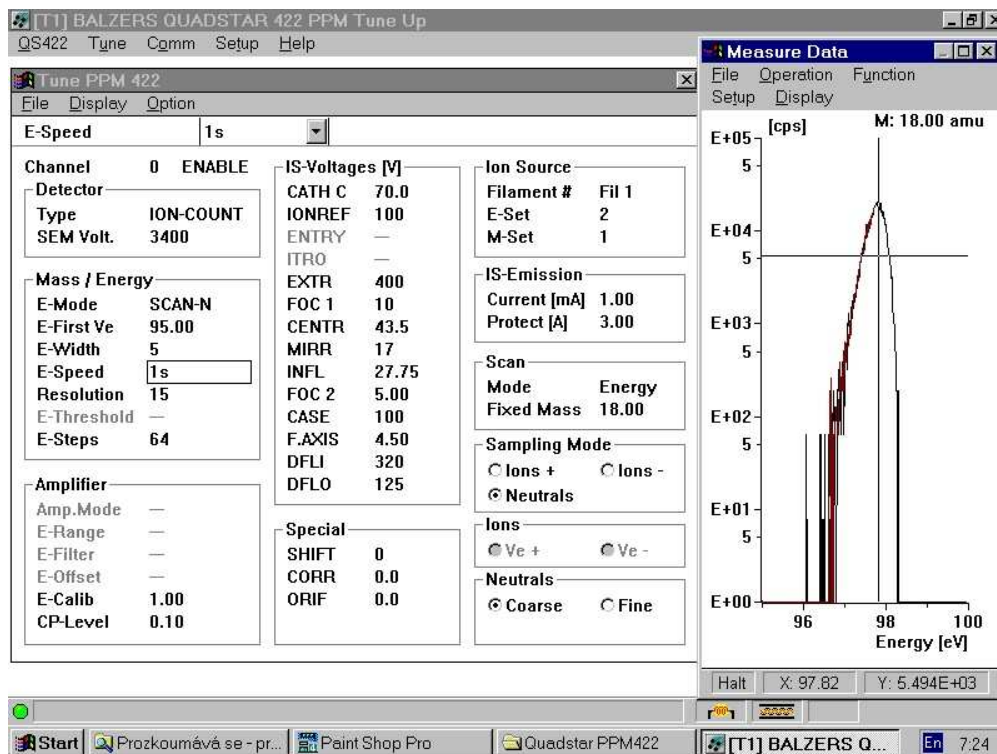 [T1] BALZERS QUADSTAR 422 PPM Tune Up
QS422 Tune Comm Setup Help
Tune PPM 422
File Display Option
E-Speed 1s
Channel 0 ENABLE
Detector
Type ION-COUNT
SEM Volt. 3400
Mass / Energy
E-Mode SCAN-N
E-First Ve 95.00
E-Width 5
E-Speed 1s
Resolution 15
E-Threshold —
E-Steps 64
Amplifier
Amp.Mode —
E-Range —
E-Filter —
E-Offset —
E-Calib 1.00
CP-Level 0.10
IS-Voltages [V]
CATH C 70.0
IONREF 100
ENTRY —
ITRO —
EXTR 400
FOC 1 10
CENTR 43.5
MIRR 17
INFL 27.75
FOC 2 5.00
CASE 100
F.AXIS 4.50
DFLI 320
DFLO 125
Special
SHIFT 0
CORR 0.0
ORIF 0.0
Ion Source
Filament # Fil 1
E-Set 2
M-Set 1
IS-Emission
Current [mA] 1.00
Protect [A] 3.00
Scan
Mode Energy
Fixed Mass 18.00
Sampling Mode
Ions + Ions -
Neutrals
Ions
Ve + Ve -
Neutrals
Coarse Fine
Measure Data
File Operation Function
Setup Display
[cps] M: 18.00 amu
E+05
5
E+04
5
E+03
5
E+02
5
E+01
5
E+00
96 98 100
Energy [eV]
Halt X: 97.82 Y: 5.494E+03
Start Prozkoumává se - pr... Paint Shop Pro Quadstar PPM422 [T1] BALZERS Q... En 7:24